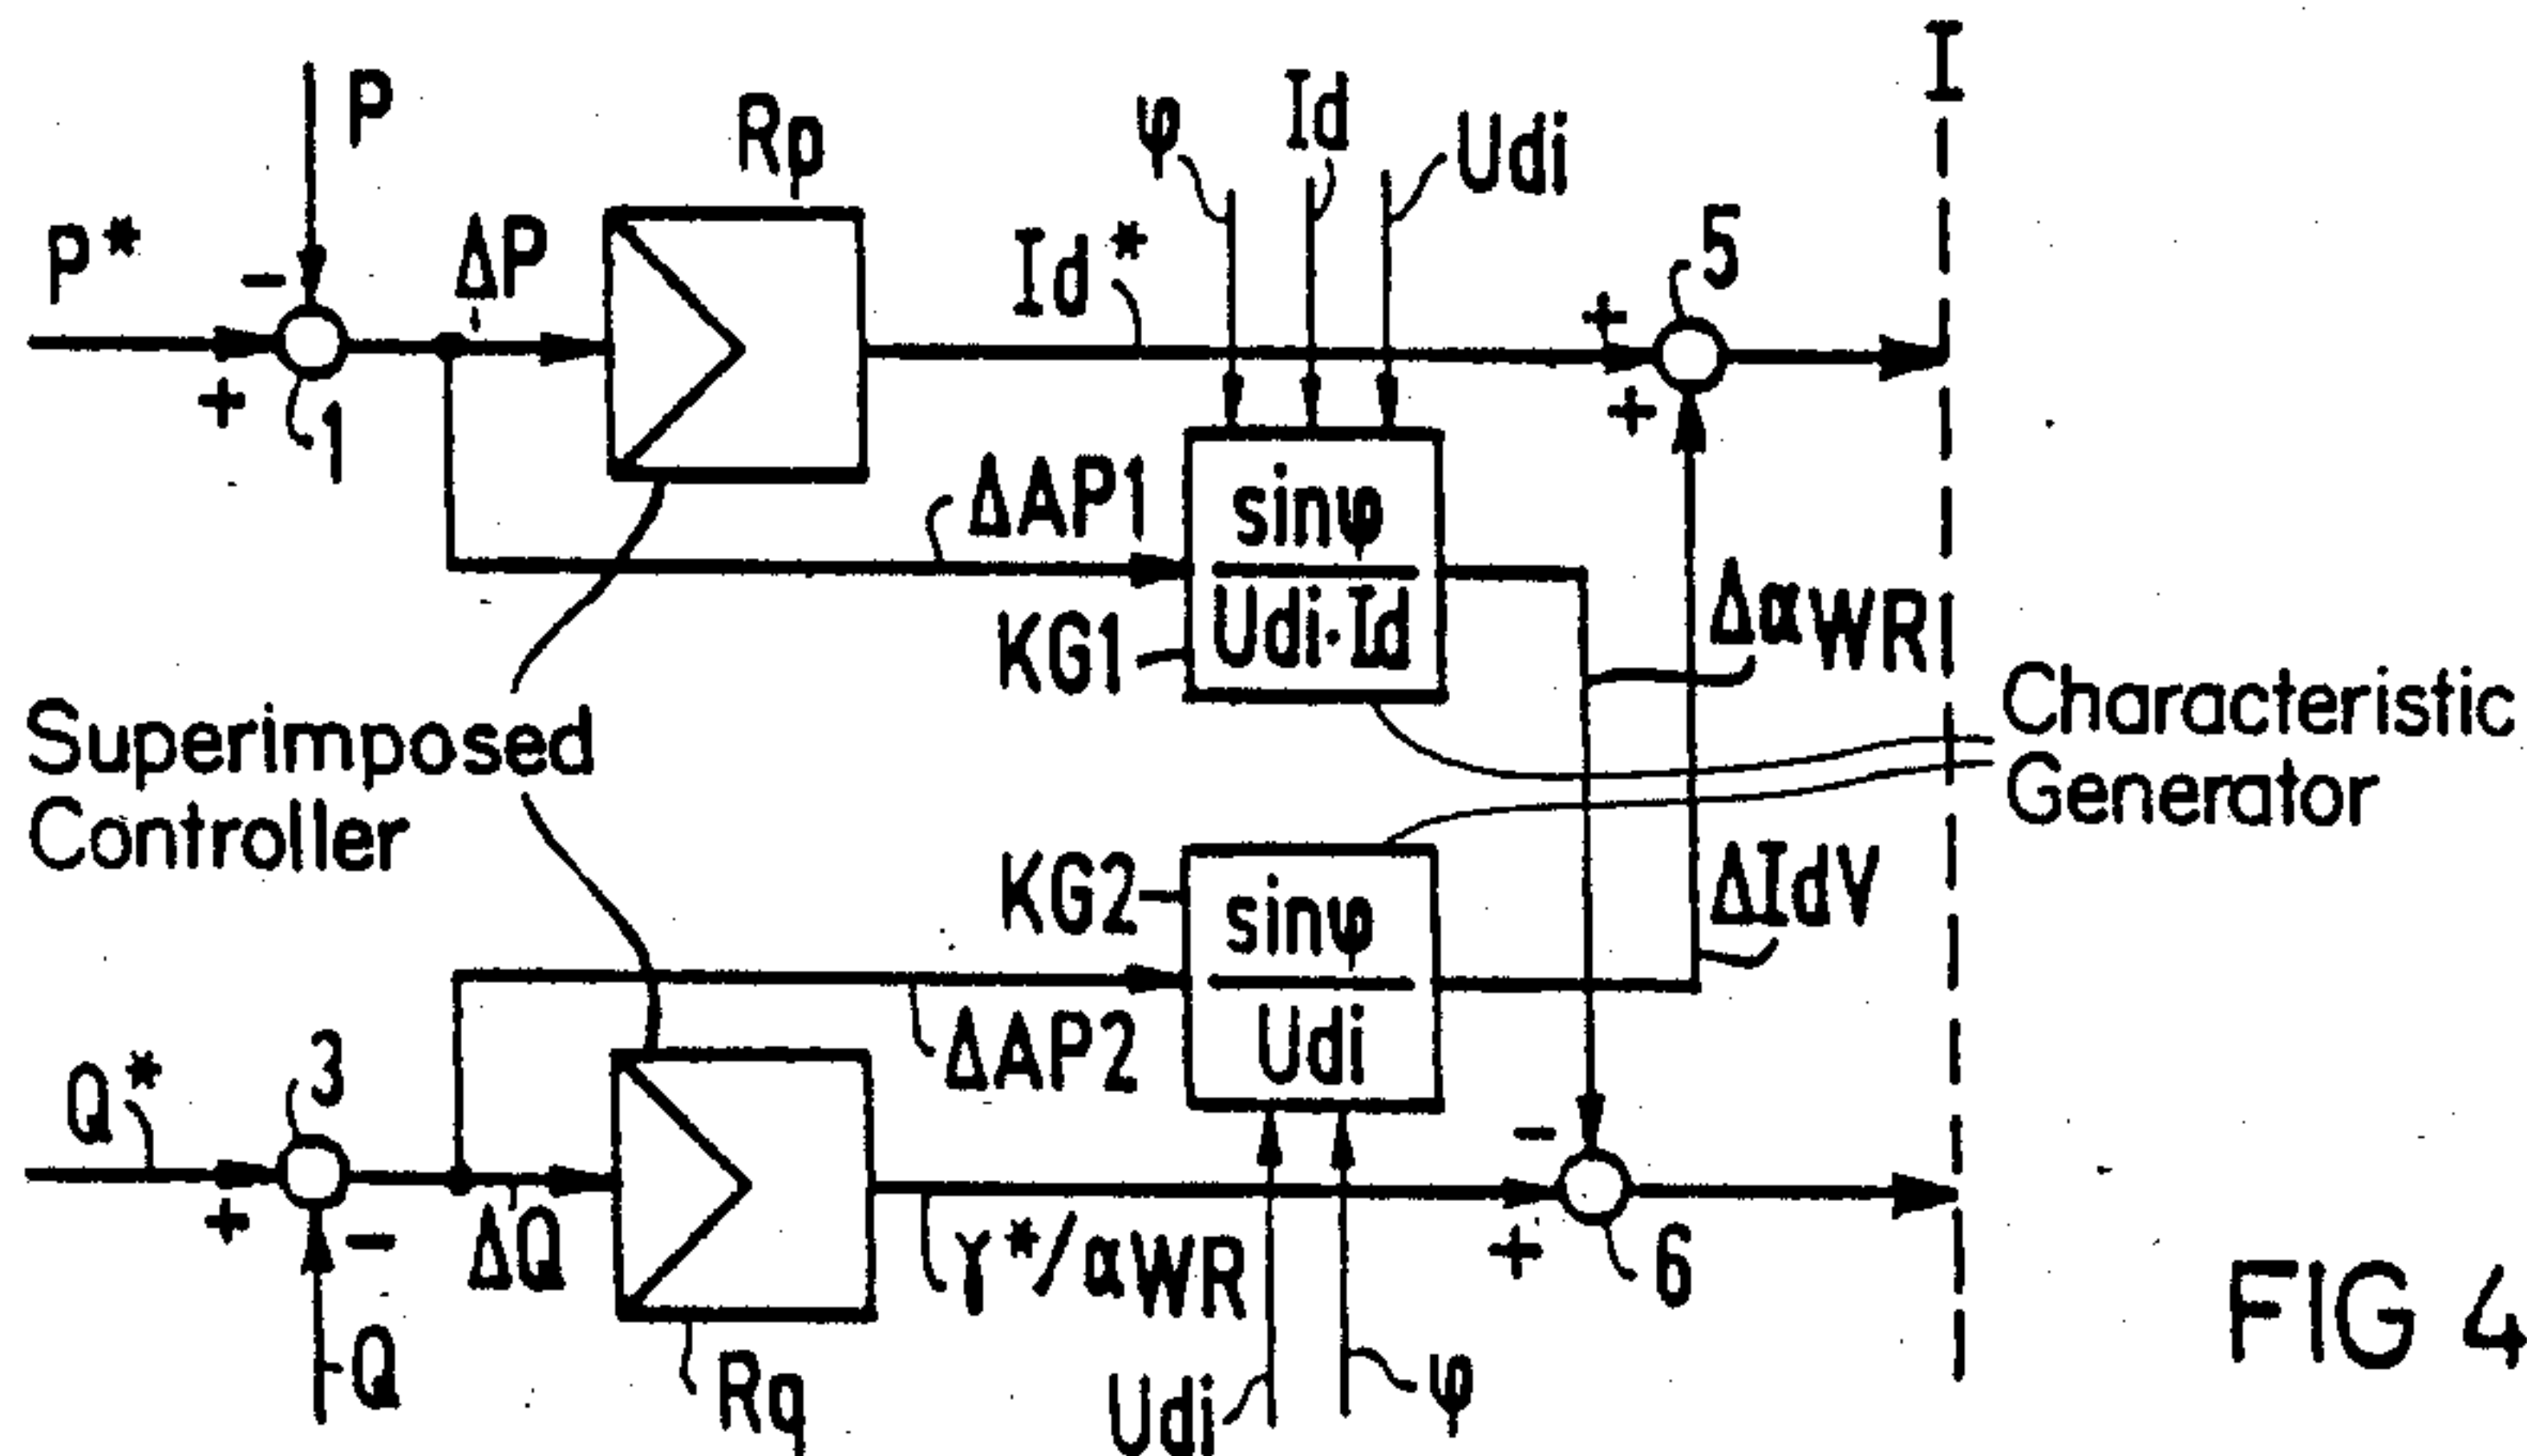 I
P
Rp
φ
Id
Udi
P*
-
ΔP
Id*
+
5
+
1
+
ΔAP1
sinφ
Udi·Id
KG1
ΔαWR
Superimposed
Controller
Characteristic
Generator
KG2
sinφ
Udi
ΔIdV
ΔAP2
Q*
3
-
+
-
ΔQ
γ*/αWR
+
6
Q
Rq
Udi
φ
FIG 4